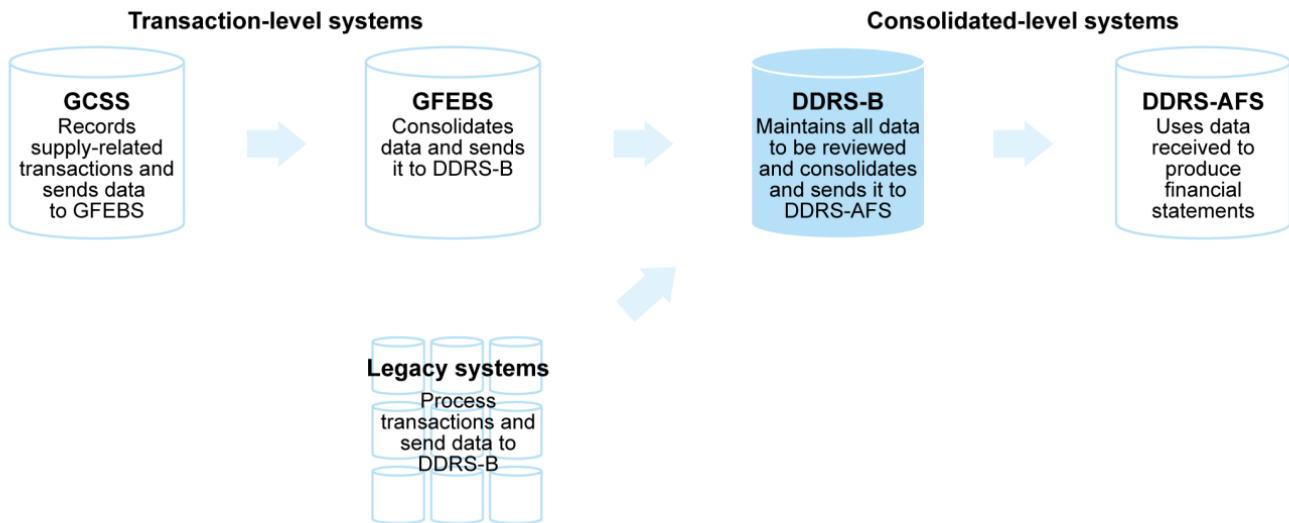 Transaction-level systems
Consolidated-level systems
GCSS
Records
supply-related
transactions and
sends data
to GFEBS
GFEBS
Consolidates
data and sends
it to DDRS-B
DDRS-B
Maintains all data
to be reviewed
and consolidates
and sends it to
DDRS-AFS
DDRS-AFS
Uses data
received to
produce
financial
statements
Legacy systems
Process
transactions and
send data to
DDRS-B